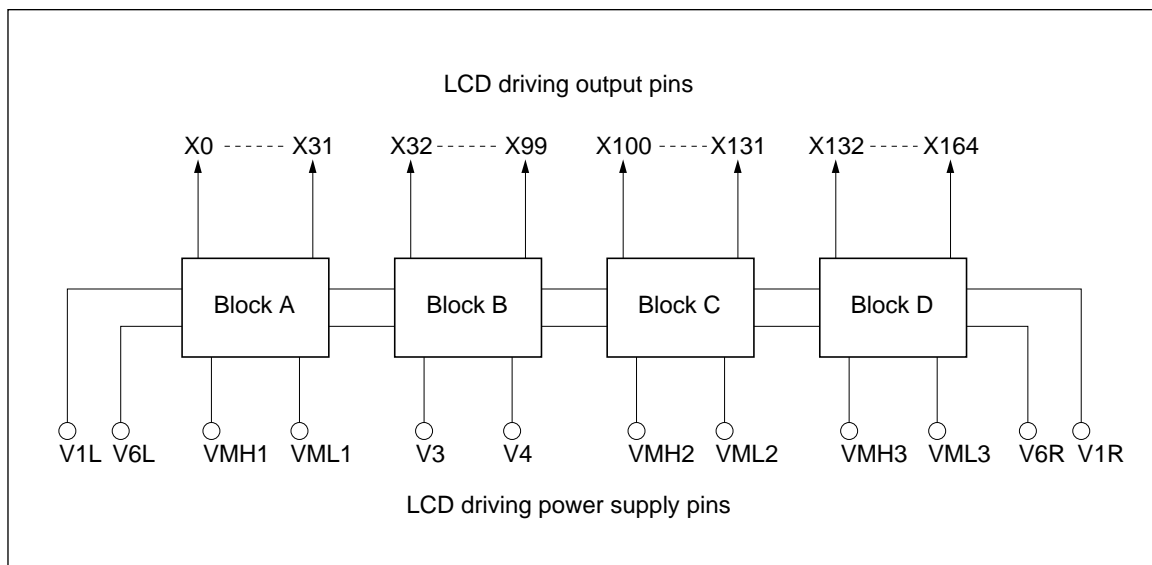 LCD driving output pins
X0 ------ X31 X32 ------ X99 X100 ----- X131 X132 ----- X164
Block A Block B Block C Block D
V1L V6L VMH1 VML1 V3 V4 VMH2 VML2 VMH3 VML3 V6R V1R
LCD driving power supply pins